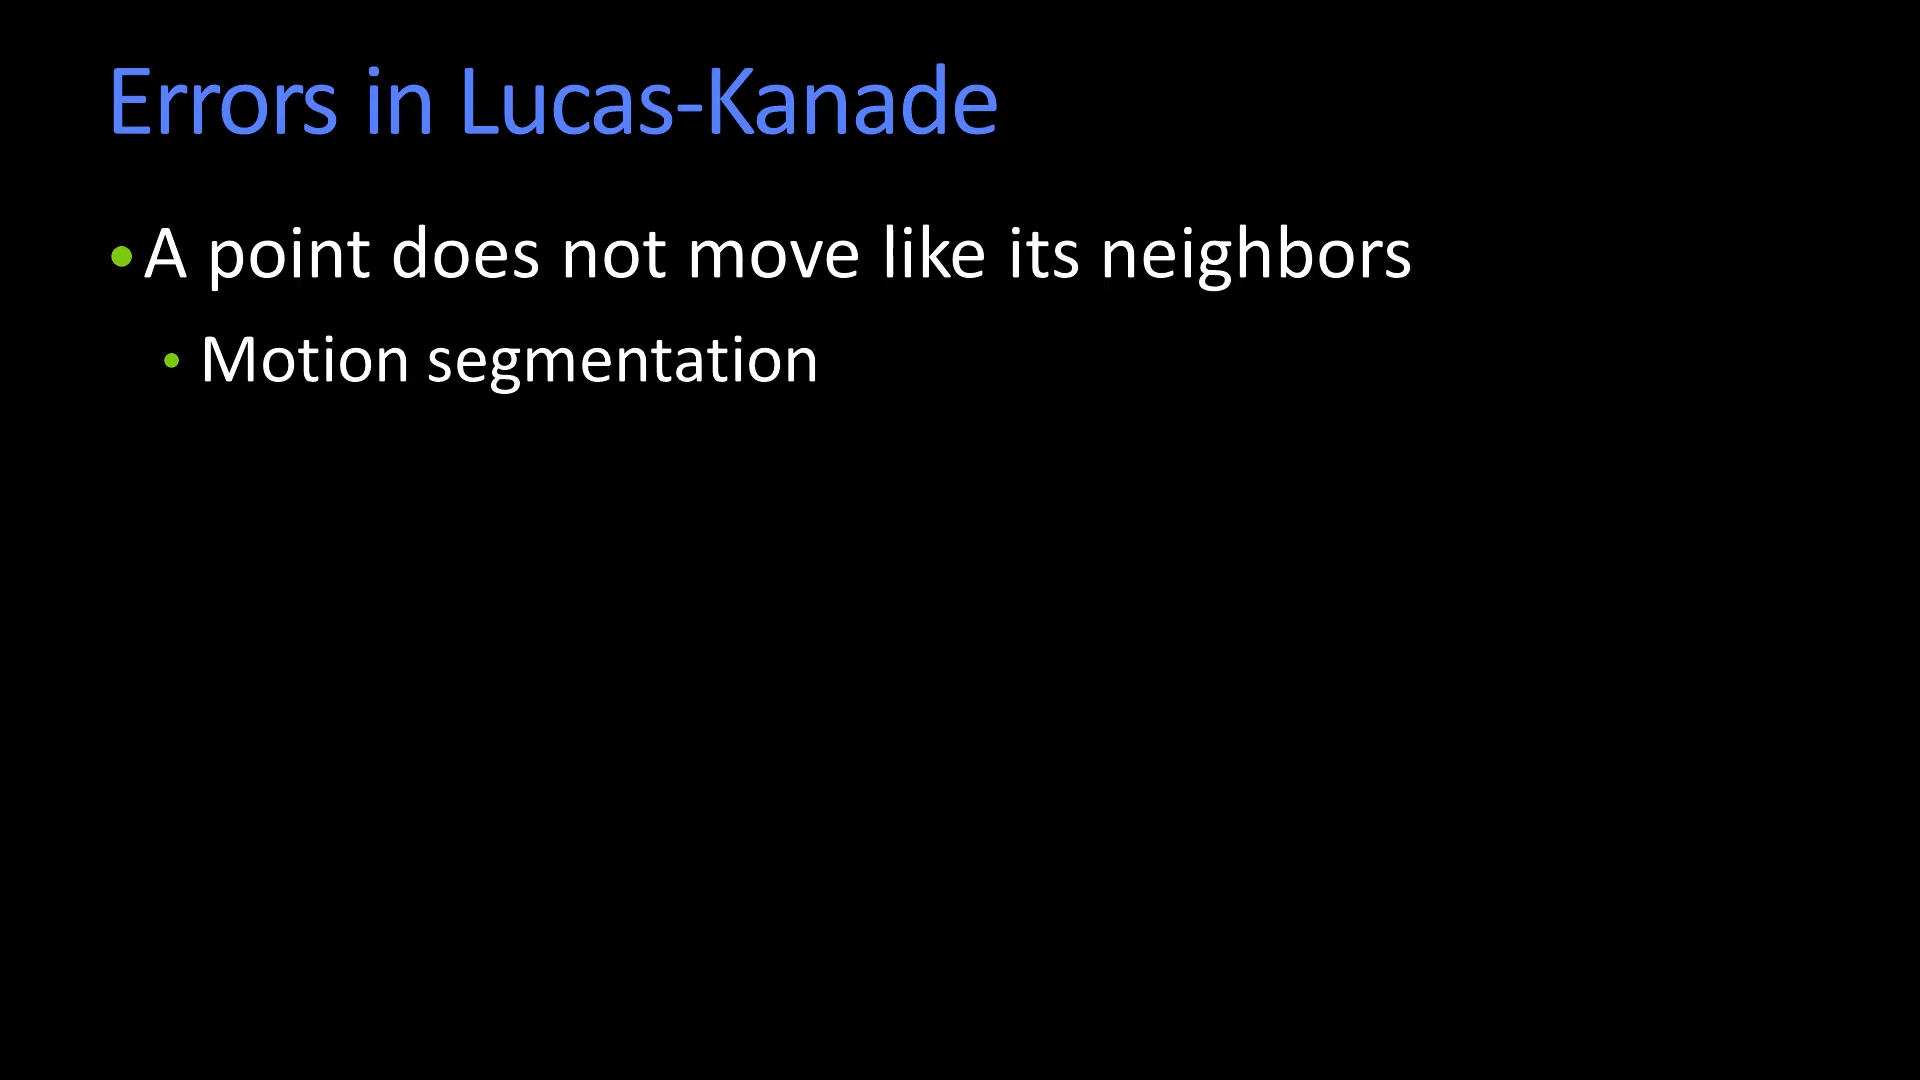 Errors in Lucas-Kanade
• A point does not move like its neighbors
• Motion segmentation